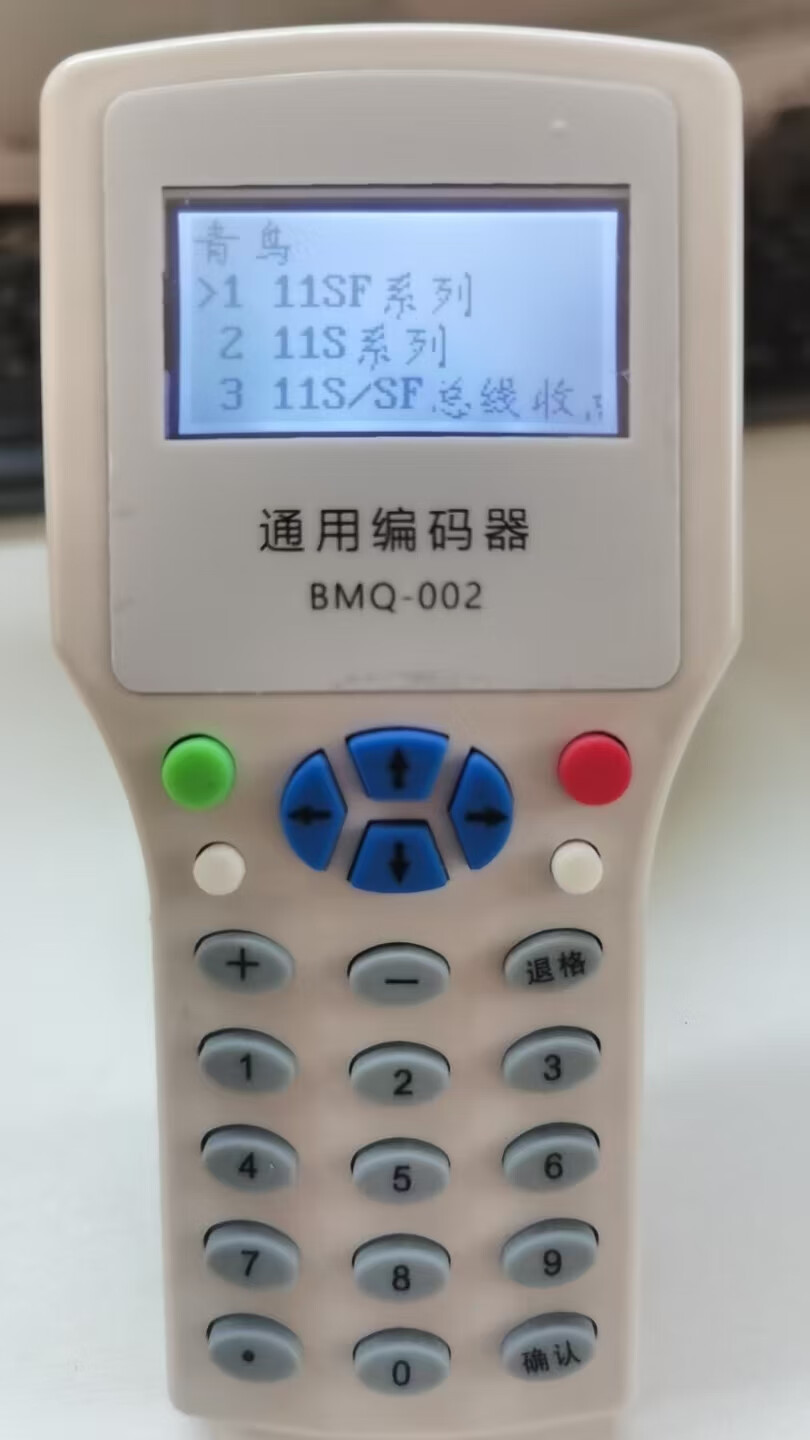 青鸟
>1 11SF系列
2 11S系列
3 11S/SF总线收
通用编码器
BMQ-002
+ - 退格
1 2 3
4 5 6
7 8 9
• 0 确认